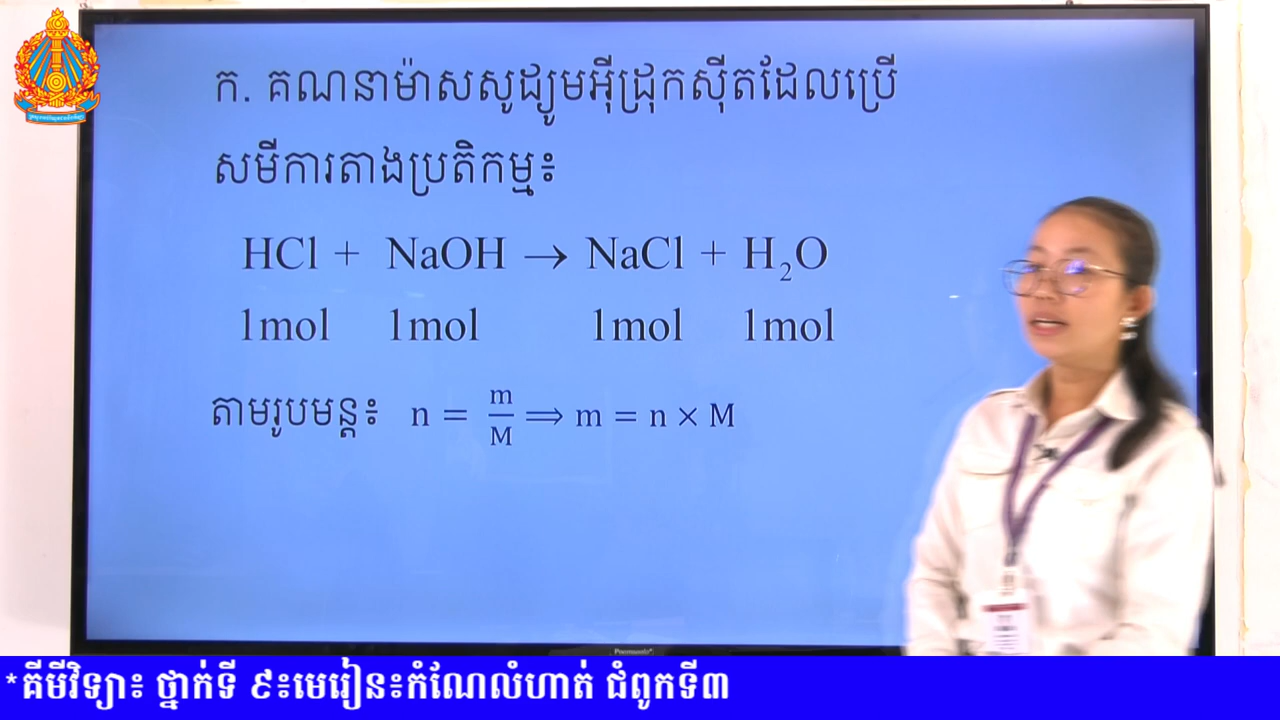 ក. គណនាម៉ាសសូដ្យូមអ៊ីដ្រុកស៊ីតដែលប្រើ
សមីការតាងប្រតិកម្ម៖
HCl + NaOH → NaCl + H₂O
1mol 1mol 1mol 1mol
តាមរូបមន្ត៖ n = m/M ⟹ m = n × M
*គីមីវិទ្យា៖ ថ្នាក់ទី ៩៖មេរៀន៖កំណែលំហាត់ ជំពូកទី៣